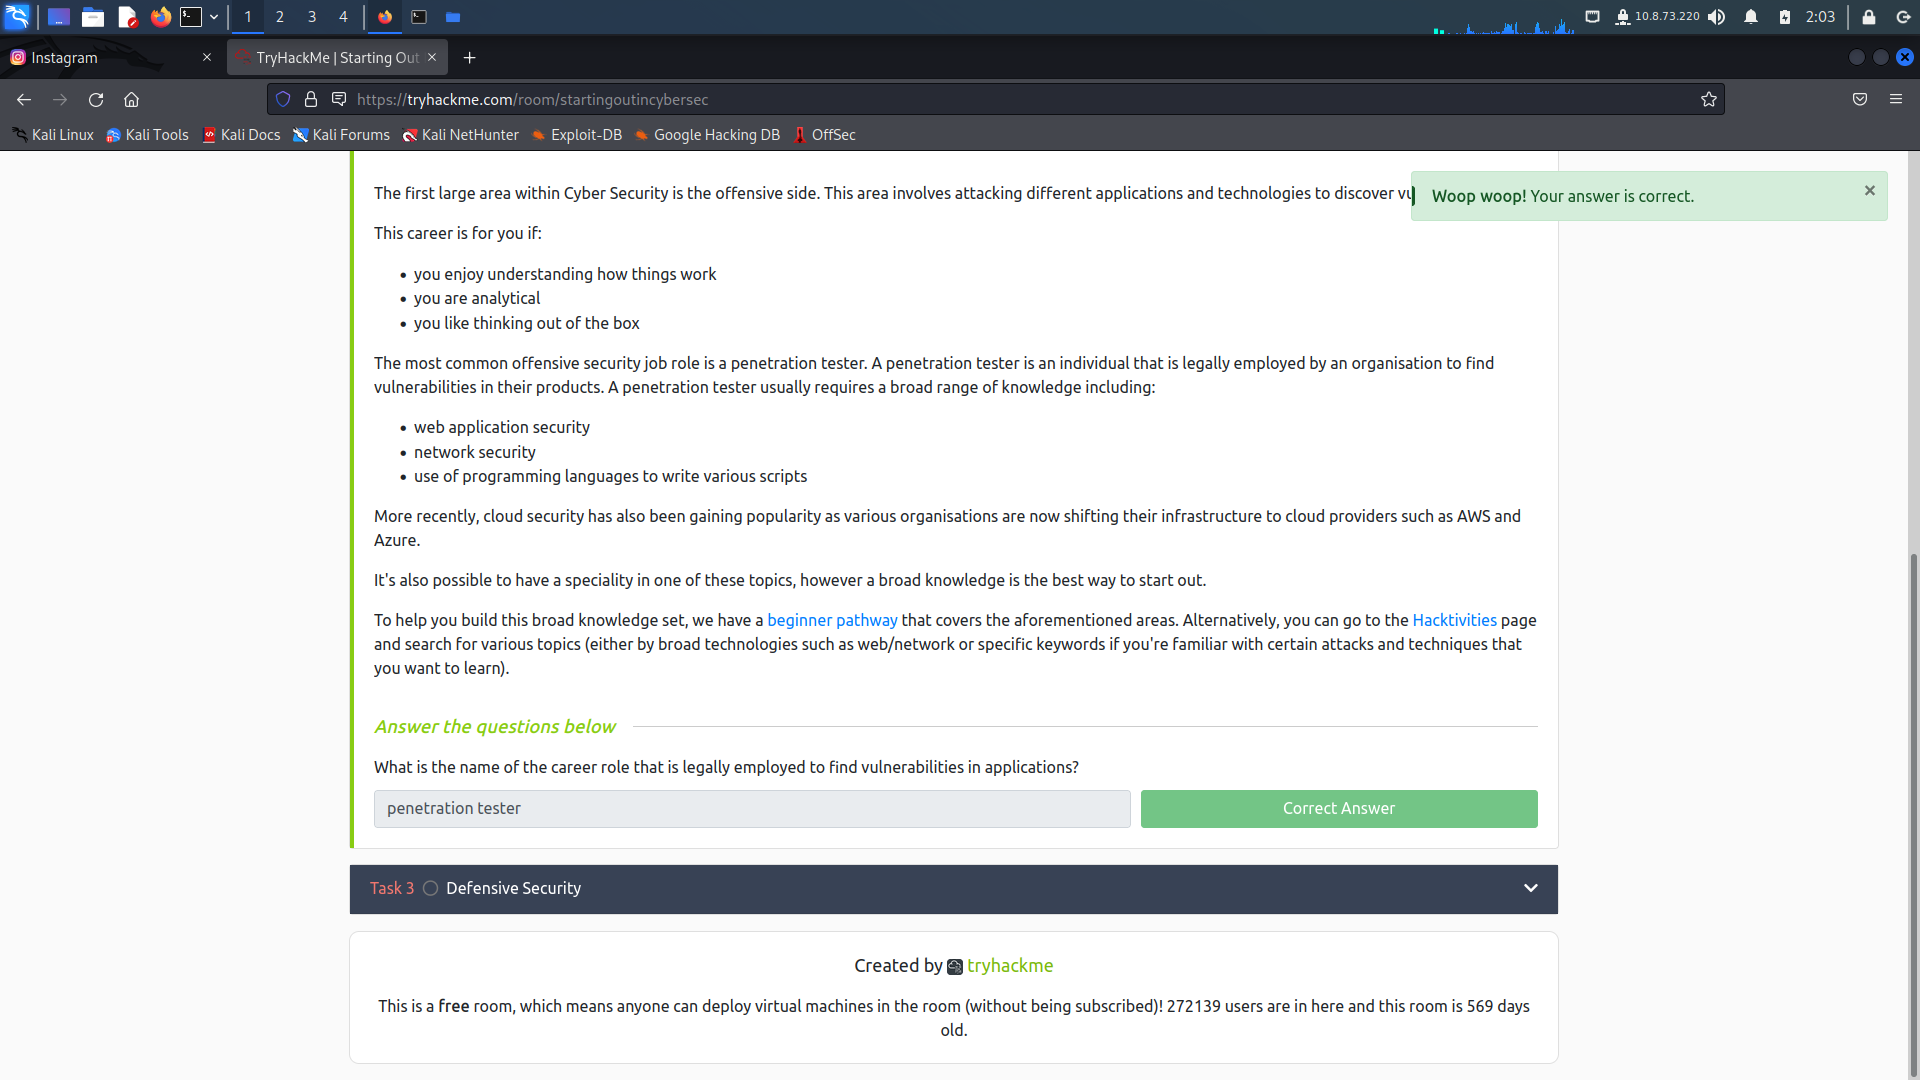 1 2 3 4 10.8.73.220 2:03
Instagram × TryHackMe | Starting Out × +
https://tryhackme.com/room/startingoutincybersec
Kali Linux Kali Tools Kali Docs Kali Forums Kali NetHunter Exploit-DB Google Hacking DB OffSec
The first large area within Cyber Security is the offensive side. This area involves attacking different applications and technologies to discover
Woop woop! Your answer is correct. ×
This career is for you if:
• you enjoy understanding how things work
• you are analytical
• you like thinking out of the box
The most common offensive security job role is a penetration tester. A penetration tester is an individual that is legally employed by an organisation to find
vulnerabilities in their products. A penetration tester usually requires a broad range of knowledge including:
• web application security
• network security
• use of programming languages to write various scripts
More recently, cloud security has also been gaining popularity as various organisations are now shifting their infrastructure to cloud providers such as AWS and
Azure.
It's also possible to have a speciality in one of these topics, however a broad knowledge is the best way to start out.
To help you build this broad knowledge set, we have a beginner pathway that covers the aforementioned areas. Alternatively, you can go to the Hacktivities page
and search for various topics (either by broad technologies such as web/network or specific keywords if you're familiar with certain attacks and techniques that
you want to learn).
Answer the questions below
What is the name of the career role that is legally employed to find vulnerabilities in applications?
penetration tester Correct Answer
Task 3 Defensive Security
Created by tryhackme
This is a free room, which means anyone can deploy virtual machines in the room (without being subscribed)! 272139 users are in here and this room is 569 days
old.